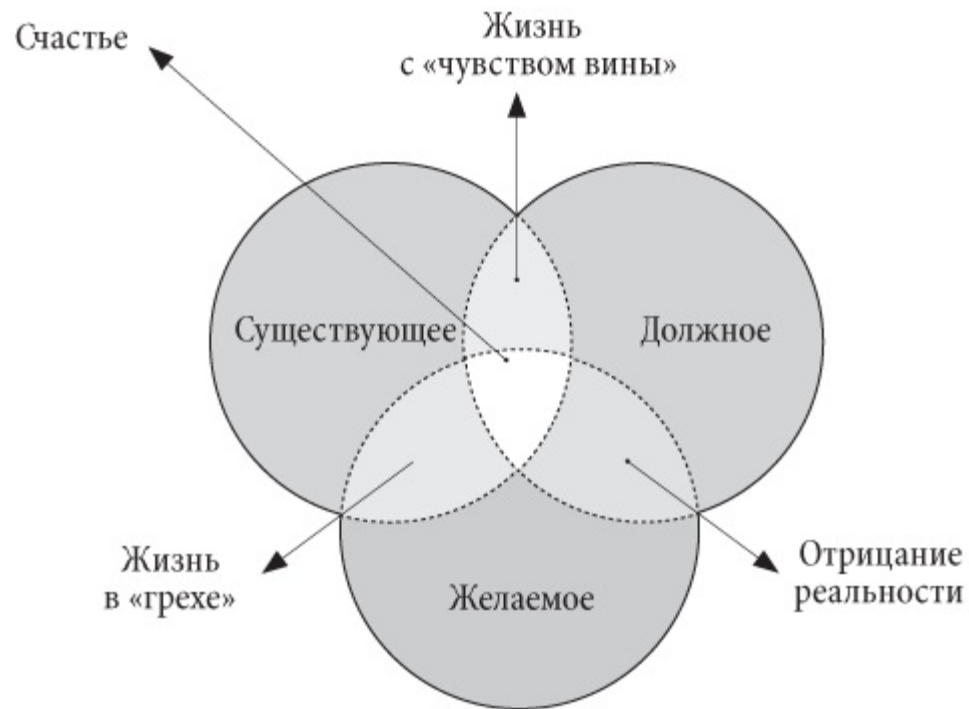 Счастье
Жизнь
с «чувством вины»
Существующее
Должное
Жизнь
в «грехе»
Желаемое
Отрицание
реальности